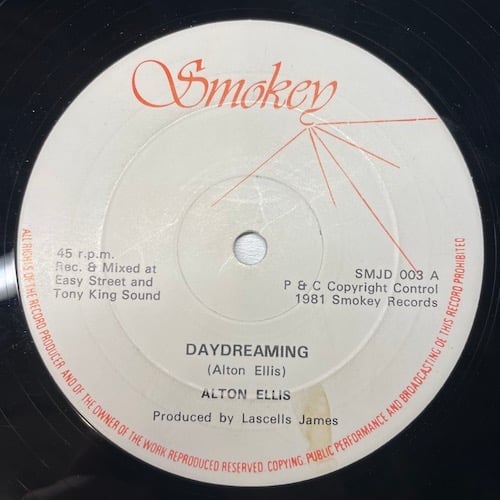 Smokey
45 r.p.m.
Rec. & Mixed at
Easy Street and
Tony King Sound
SMJD 003 A
P & C Copyright Control
1981 Smokey Records
DAYDREAMING
(Alton Ellis)
ALTON ELLIS
Produced by Lascells James
ALL RIGHTS OF THE RECORD PRODUCER AND OF THE OWNER OF THE WORK REPRODUCED RESERVED COPYING, PUBLIC PERFORMANCE AND BROADCASTING OE THIS RECORD PROHIBITED